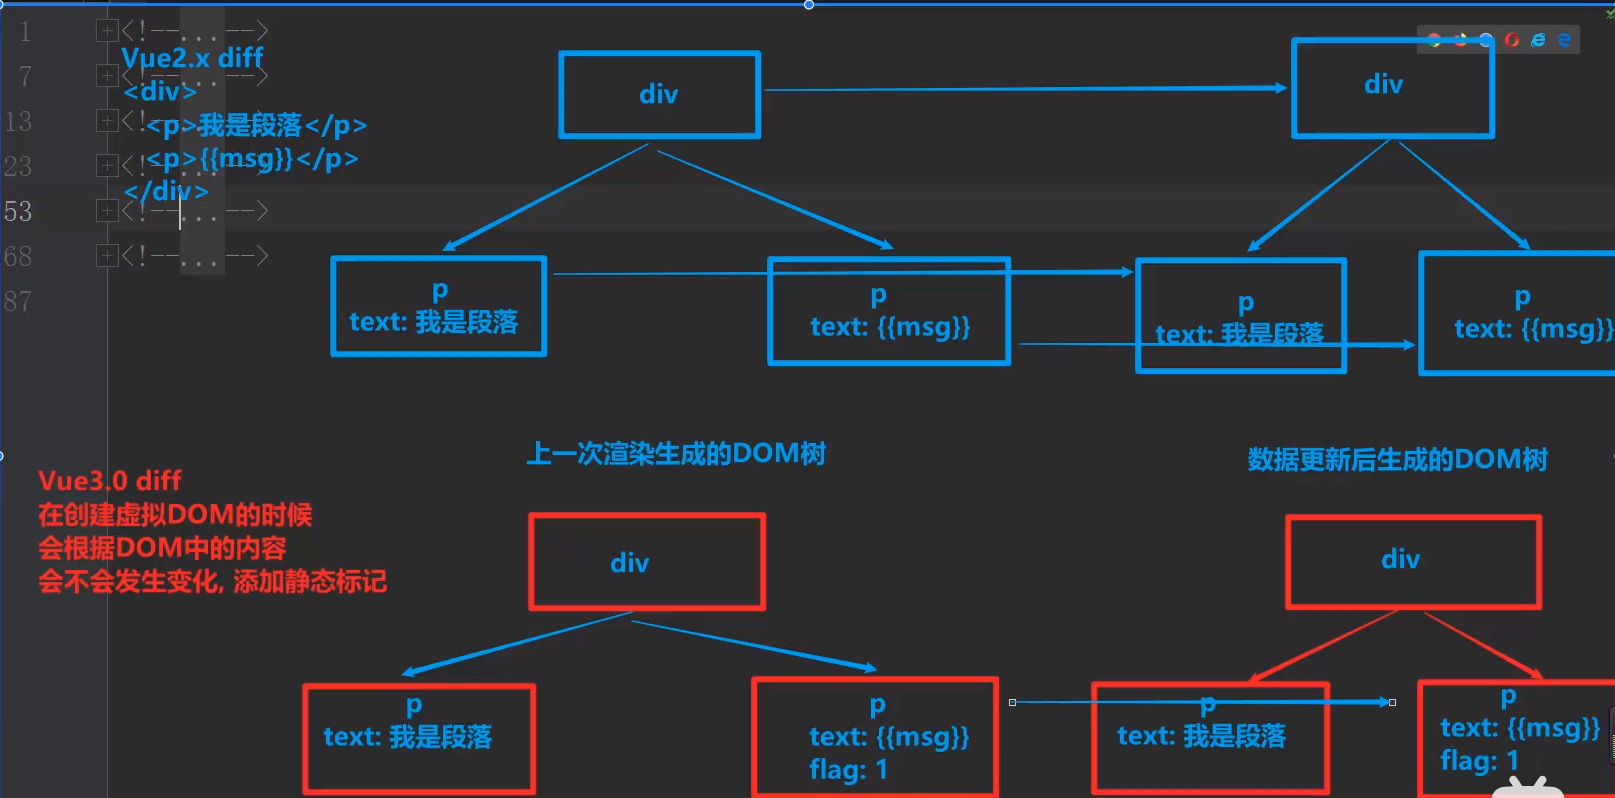 1
7
13
23
53
68
87
<!--...-->
<!--...-->
<!--...-->
<!--...-->
<!--...-->
<!--...-->
Vue2.x diff
<div>
<p>我是段落</p>
<p>{{msg}}</p>
</div>
div
div
p
text: 我是段落
p
text: {{msg}}
p
text: 我是段落
p
text: {{msg}}
上一次渲染生成的DOM树
数据更新后生成的DOM树
Vue3.0 diff
在创建虚拟DOM的时候
会根据DOM中的内容
会不会发生变化, 添加静态标记
div
div
p
text: 我是段落
p
text: {{msg}}
flag: 1
p
text: 我是段落
p
text: {{msg}}
flag: 1